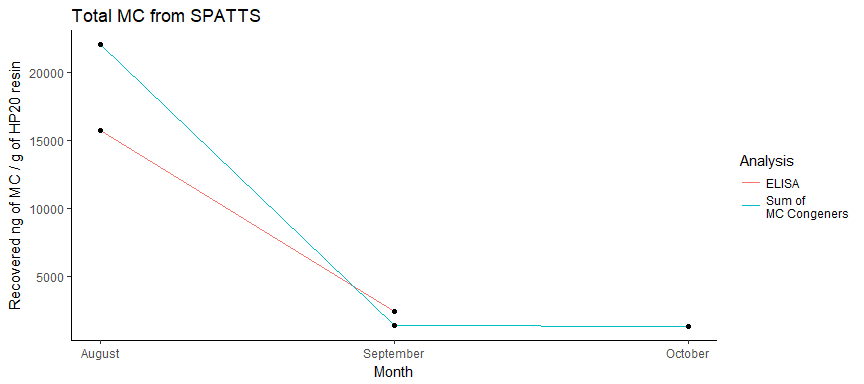 Total MC from SPATTS
Recovered ng of MC / g of HP20 resin
20000
15000
10000
5000
August
September
October
Month
Analysis
ELISA
Sum of
MC Congeners